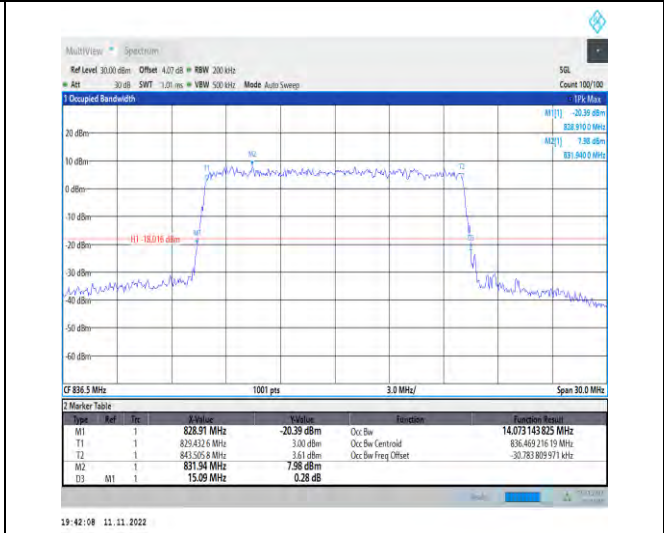 MultiView Spectrum
Ref Level 30.00 dBm Offset 4.07 dB RBW 200 kHz SGL
Att 30 dB SWT 1.01 ms VBW 500 kHz Mode Auto Sweep Count 100/100
1 Occupied Bandwidth 1Pk Max
M1[1] -20.39 dBm
828.910 0 MHz
20 dBm
M2[1] 7.98 dBm
831.940 0 MHz
M2
10 dBm
T1 T2
0 dBm
-10 dBm
H1 -18.016 dBm
M1
D3
-20 dBm
-30 dBm
-40 dBm
-50 dBm
-60 dBm
CF 836.5 MHz 1001 pts 3.0 MHz/ Span 30.0 MHz
2 Marker Table
Type Ref Trc X-Value Y-Value Function Function Result
M1 1 828.91 MHz -20.39 dBm Occ Bw 14.073 143 825 MHz
T1 1 829.432 6 MHz 3.00 dBm Occ Bw Centroid 836.469 216 19 MHz
T2 1 843.505 8 MHz 3.61 dBm Occ Bw Freq Offset -30.783 809 971 kHz
M2 1 831.94 MHz 7.98 dBm
D3 M1 1 15.09 MHz 0.28 dB
19:42:08 11.11.2022